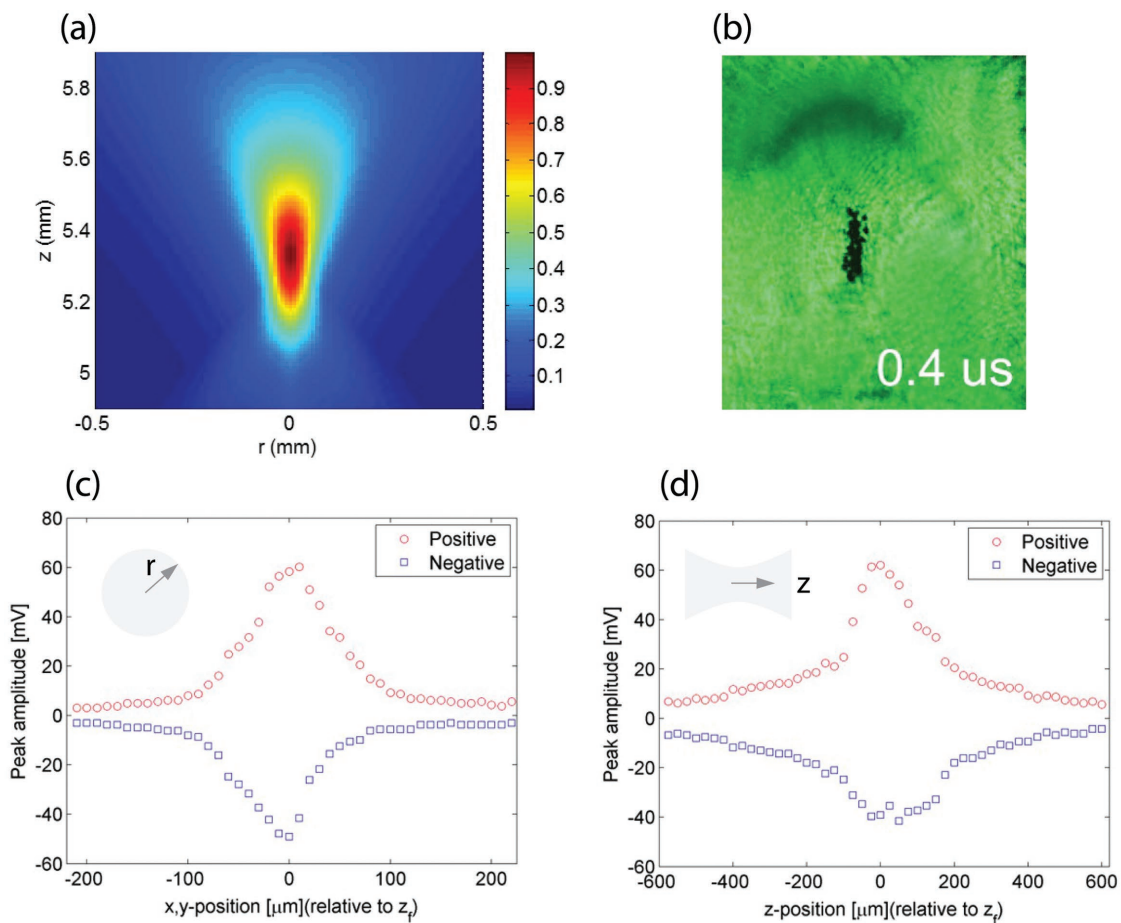 (a)
5.8
5.6
5.4
5.2
5
z (mm)
-0.5
0
0.5
r (mm)
0.9
0.8
0.7
0.6
0.5
0.4
0.3
0.2
0.1
(b)
0.4 us
(c)
80
60
40
20
0
-20
-40
-60
Peak amplitude [mV]
r
Positive
Negative
-200
-100
0
100
200
x,y-position [μm](relative to z_f)
(d)
80
60
40
20
0
-20
-40
-60
Peak amplitude [mV]
z
Positive
Negative
-600
-400
-200
0
200
400
600
z-position [μm](relative to z_f)